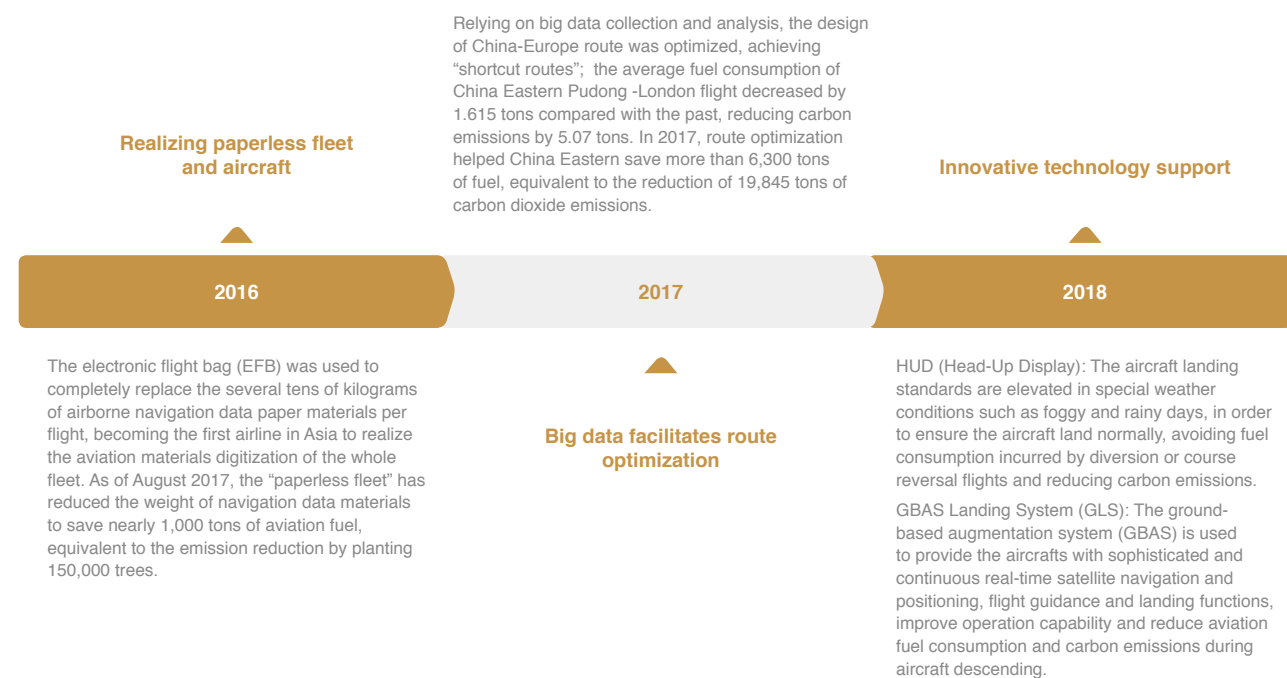 Realizing paperless fleet
and aircraft
2016
The electronic flight bag (EFB) was used to
completely replace the several tens of kilograms
of airborne navigation data paper materials per
flight, becoming the first airline in Asia to realize
the aviation materials digitization of the whole
fleet. As of August 2017, the “paperless fleet” has
reduced the weight of navigation data materials
to save nearly 1,000 tons of aviation fuel,
equivalent to the emission reduction by planting
150,000 trees.
Relying on big data collection and analysis, the design
of China-Europe route was optimized, achieving
“shortcut routes”;  the average fuel consumption of
China Eastern Pudong -London flight decreased by
1.615 tons compared with the past, reducing carbon
emissions by 5.07 tons. In 2017, route optimization
helped China Eastern save more than 6,300 tons
of fuel, equivalent to the reduction of 19,845 tons of
carbon dioxide emissions.
2017
Big data facilitates route
optimization
Innovative technology support
2018
HUD (Head-Up Display): The aircraft landing
standards are elevated in special weather
conditions such as foggy and rainy days, in order
to ensure the aircraft land normally, avoiding fuel
consumption incurred by diversion or course
reversal flights and reducing carbon emissions.
GBAS Landing System (GLS): The ground-
based augmentation system (GBAS) is used
to provide the aircrafts with sophisticated and
continuous real-time satellite navigation and
positioning, flight guidance and landing functions,
improve operation capability and reduce aviation
fuel consumption and carbon emissions during
aircraft descending.